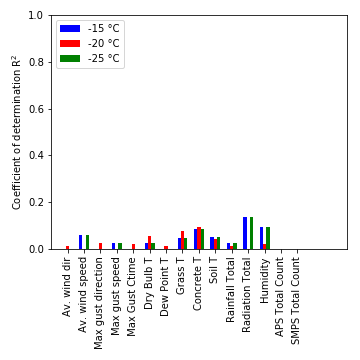 1.0
0.8
0.6
0.4
0.2
0.0
Coefficient of determination R²
-15 °C
-20 °C
-25 °C
Av. wind dir
Av. wind speed
Max gust direction
Max gust speed
Max Gust Ctime
Dry Bulb T
Dew Point T
Grass T
Concrete T
Soil T
Rainfall Total
Radiation Total
Humidity
APS Total Count
SMPS Total Count